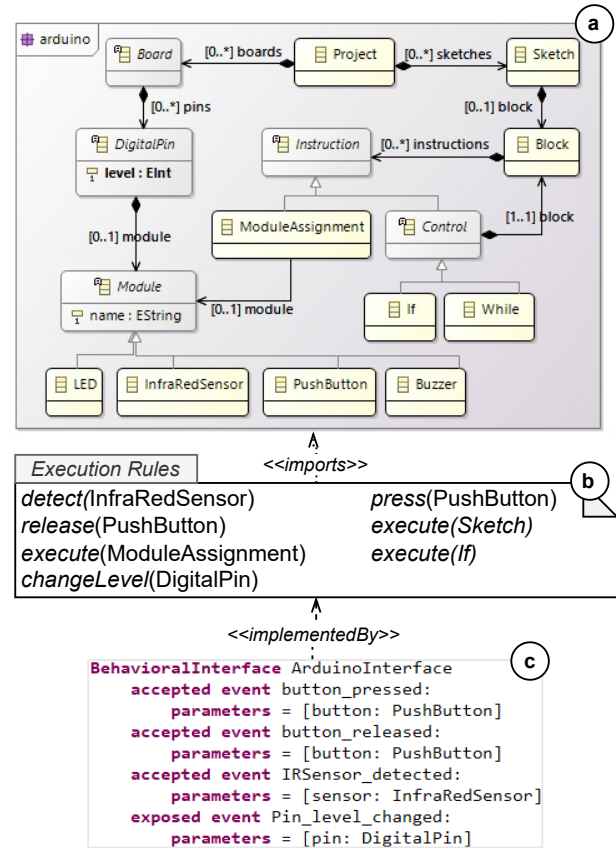 a
arduino
Board
[0..*] boards
Project
[0..*] sketches
Sketch
[0..*] pins
[0..1] block
DigitalPin
level : EInt
Instruction
[0..*] instructions
Block
ModuleAssignment
Control
[1..1] block
[0..1] module
Module
name : EString
[0..1] module
If
While
LED
InfraRedSensor
PushButton
Buzzer
<<imports>>
Execution Rules
b
detect(InfraRedSensor)
press(PushButton)
release(PushButton)
execute(Sketch)
execute(ModuleAssignment)
execute(If)
changeLevel(DigitalPin)
<<implementedBy>>
c
BehavioralInterface ArduinoInterface
accepted event button_pressed:
parameters = [button: PushButton]
accepted event button_released:
parameters = [button: PushButton]
accepted event IRSensor_detected:
parameters = [sensor: InfraRedSensor]
exposed event Pin_level_changed:
parameters = [pin: DigitalPin]